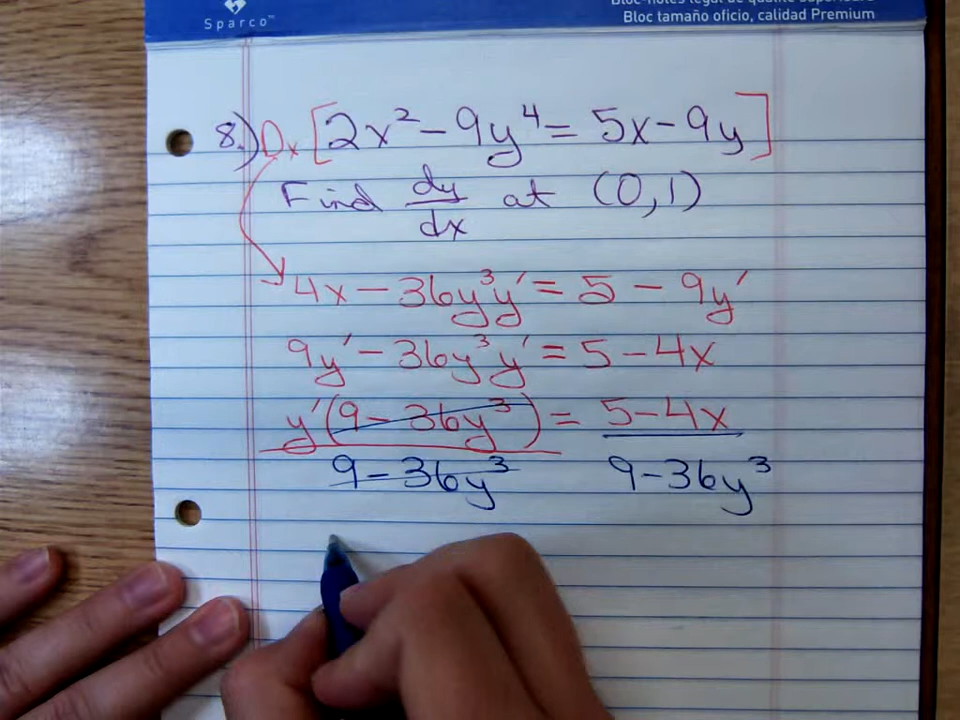 Sparco™
Bloc tamaño oficio, calidad Premium
8.) Dx [2x² - 9y⁴ = 5x - 9y]
Find dy/dx at (0,1)
4x - 36y³y' = 5 - 9y'
9y' - 36y³y' = 5 - 4x
y'(9 - 36y³) = 5 - 4x
9 - 36y³ 9 - 36y³